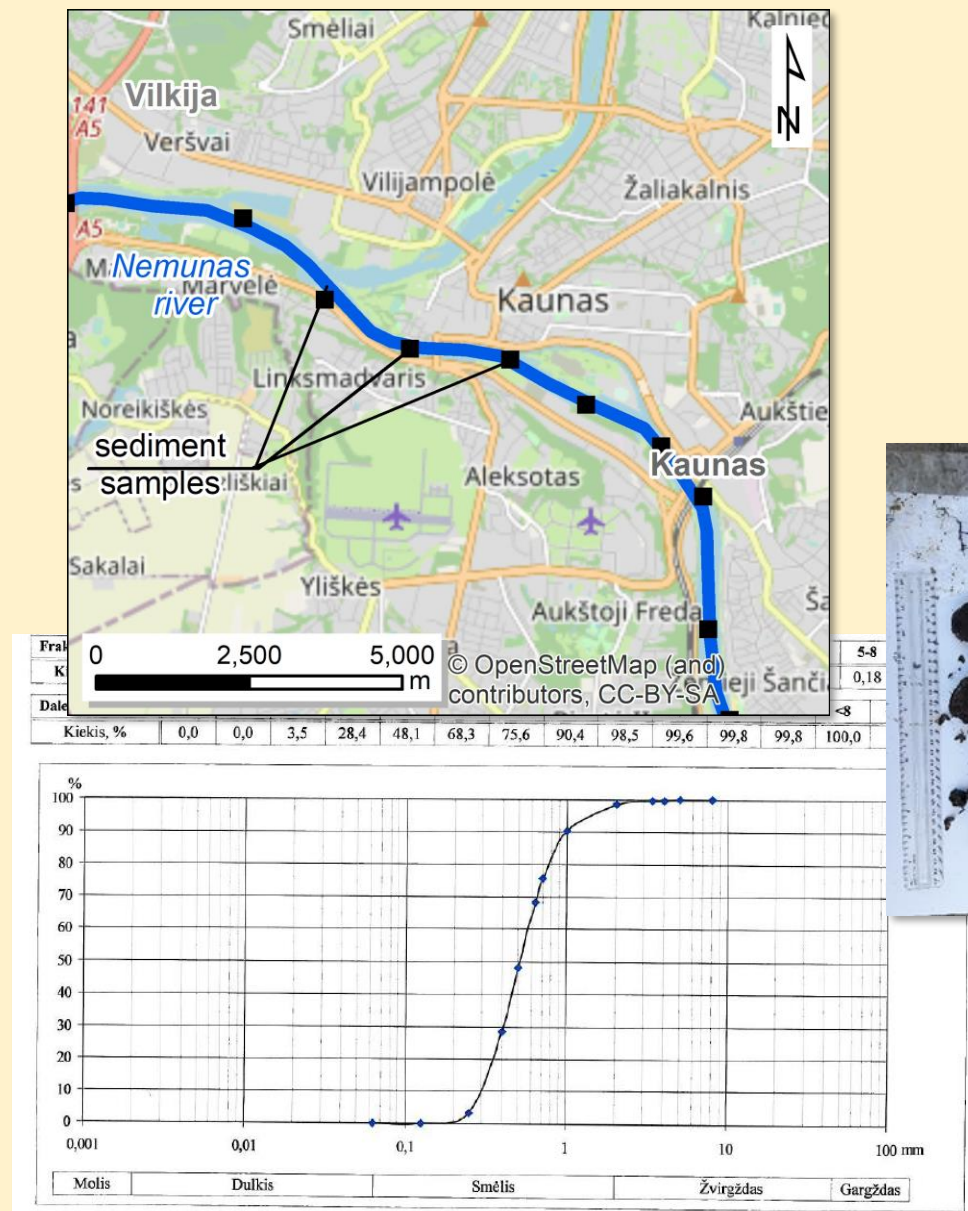 Smėliai
Kalnied
N
Vilkija
141
A5
Veršvai
Vilijampolė
Žaliakalnis
A5
Nemunas
river
Marvelė
Kaunas
Linksmadvaris
Noreikiškės
Aukštie
sediment
samples
Kaunas
Aleksotas
Sakalai
Yliškės
Aukštoji Freda
0 2,500 5,000
m
© OpenStreetMap (and)
contributors, CC-BY-SA
5-8
0,18
<8
Kiekis, % 0,0 0,0 3,5 28,4 48,1 68,3 75,6 90,4 98,5 99,6 99,8 99,8 100,0
%
100
90
80
70
60
50
40
30
20
10
0
0,001 0,01 0,1 1 10 100 mm
Molis Dulkis Smėlis Žvirgždas Gargždas